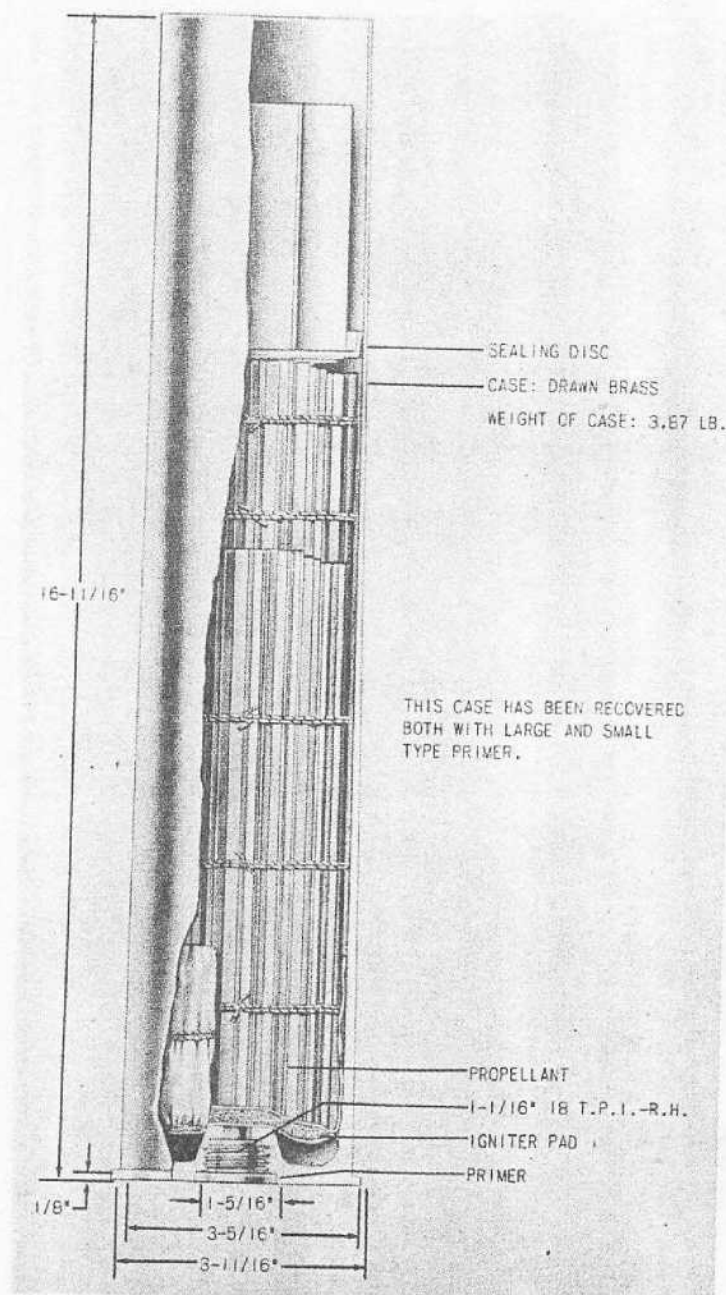 SEALING DISC
CASE: DRAWN BRASS
WEIGHT OF CASE: 3.87 LB.
16-11/16"
THIS CASE HAS BEEN RECOVERED
BOTH WITH LARGE AND SMALL
TYPE PRIMER.
PROPELLANT
1-1/16" 18 T.P.I.-R.H.
IGNITER PAD
PRIMER
1/8"
1-5/16"
3-5/16"
3-11/16"